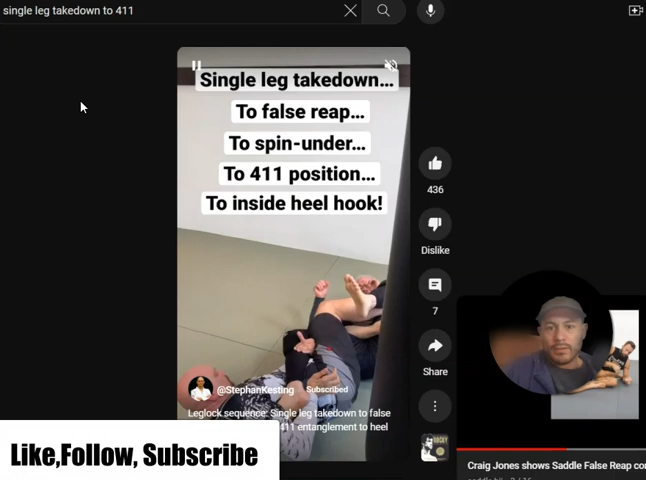 single leg takedown to 411
Single leg takedown...
To false reap...
To spin-under...
To 411 position...
To inside heel hook!
436
Dislike
7
Share
@StephanKesting Subscribed
Leglock sequence: Single leg takedown to false
411 entanglement to heel
Like,Follow, Subscribe
Craig Jones shows Saddle False Reap co